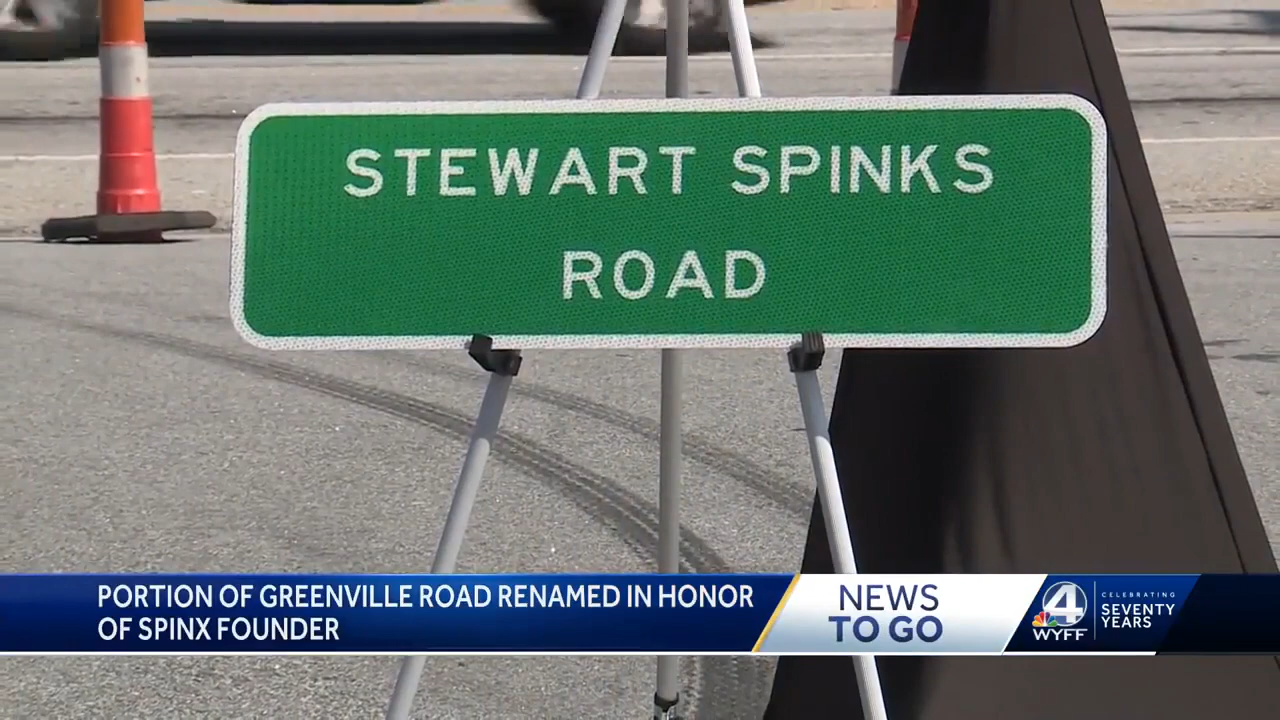 STEWART SPINKS
ROAD
PORTION OF GREENVILLE ROAD RENAMED IN HONOR
OF SPINX FOUNDER
NEWS
TO GO
4
WYFF
CELEBRATING
SEVENTY
YEARS